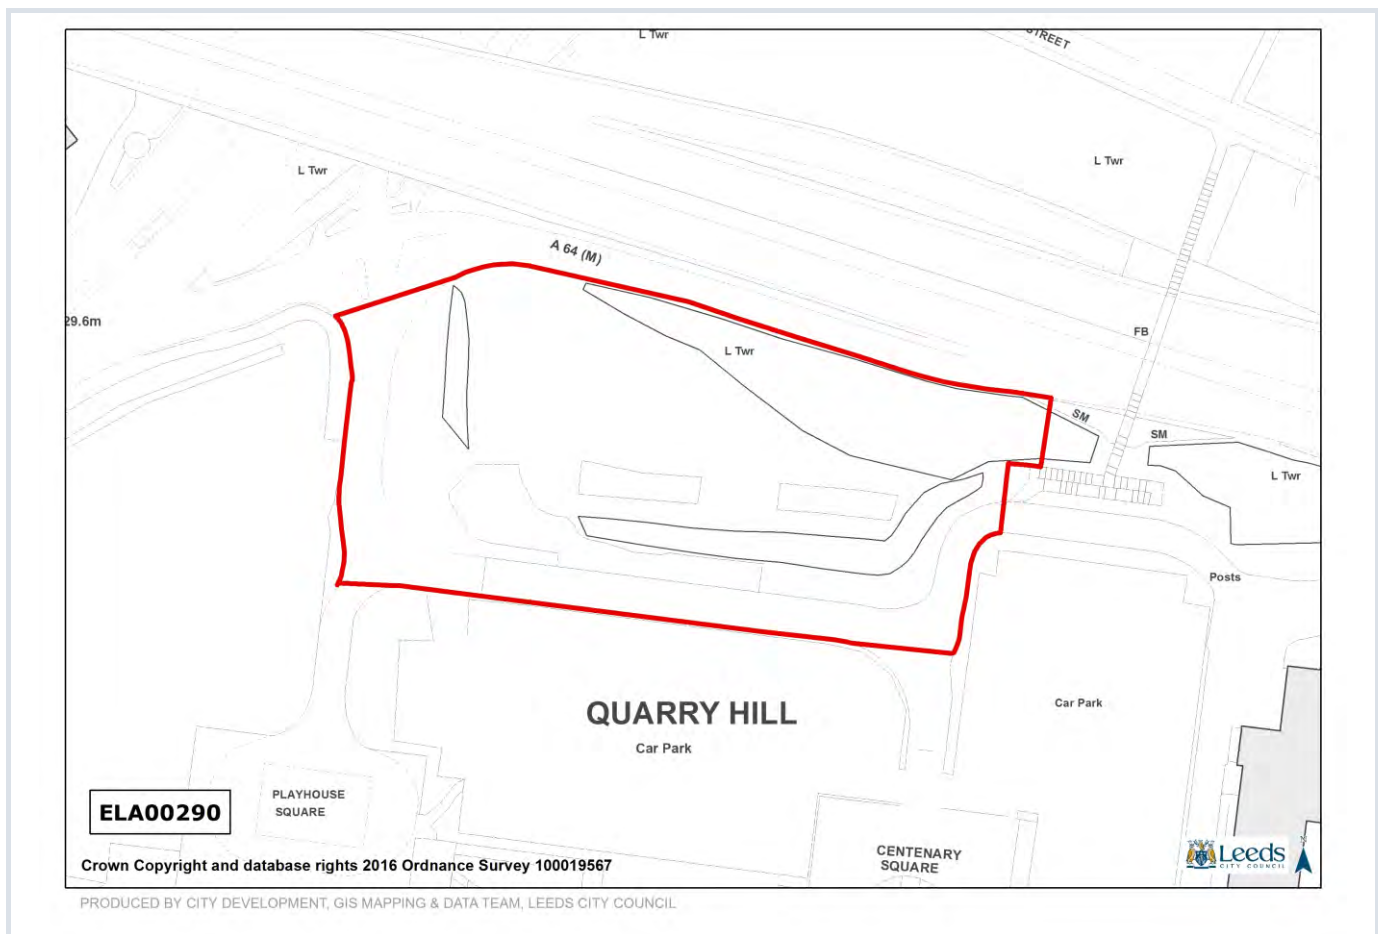 L Twr
STREET
L Twr
L Twr
A 64 (M)
29.6m
FB
L Twr
SM
SM
L Twr
Posts
QUARRY HILL
Car Park
Car Park
PLAYHOUSE
SQUARE
ELA00290
CENTENARY
SQUARE
Crown Copyright and database rights 2016 Ordnance Survey 100019567
Leeds
CITY COUNCIL
PRODUCED BY CITY DEVELOPMENT, GIS MAPPING & DATA TEAM, LEEDS CITY COUNCIL